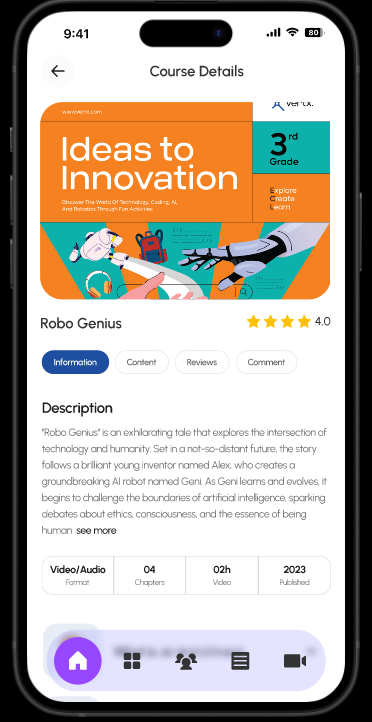 9:41
80
Course Details
www.vertx.com
vertx.
Ideas to
Innovation
Discover The World Of Technology, Coding, AI,
And Robotics Through Fun Activities
3rd
Grade
Explore
Create
Learn
Robo Genius
4.0
Information
Content
Reviews
Comment
Description
"Robo Genius" is an exhilarating tale that explores the intersection of
technology and humanity. Set in a not-so-distant future, the story
follows a brilliant young inventor named Alex, who creates a
groundbreaking AI robot named Geni. As Geni learns and evolves, it
begins to challenge the boundaries of artificial intelligence, sparking
debates about ethics, consciousness, and the essence of being
human see more
Video/Audio
Format
04
Chapters
02h
Video
2023
Published